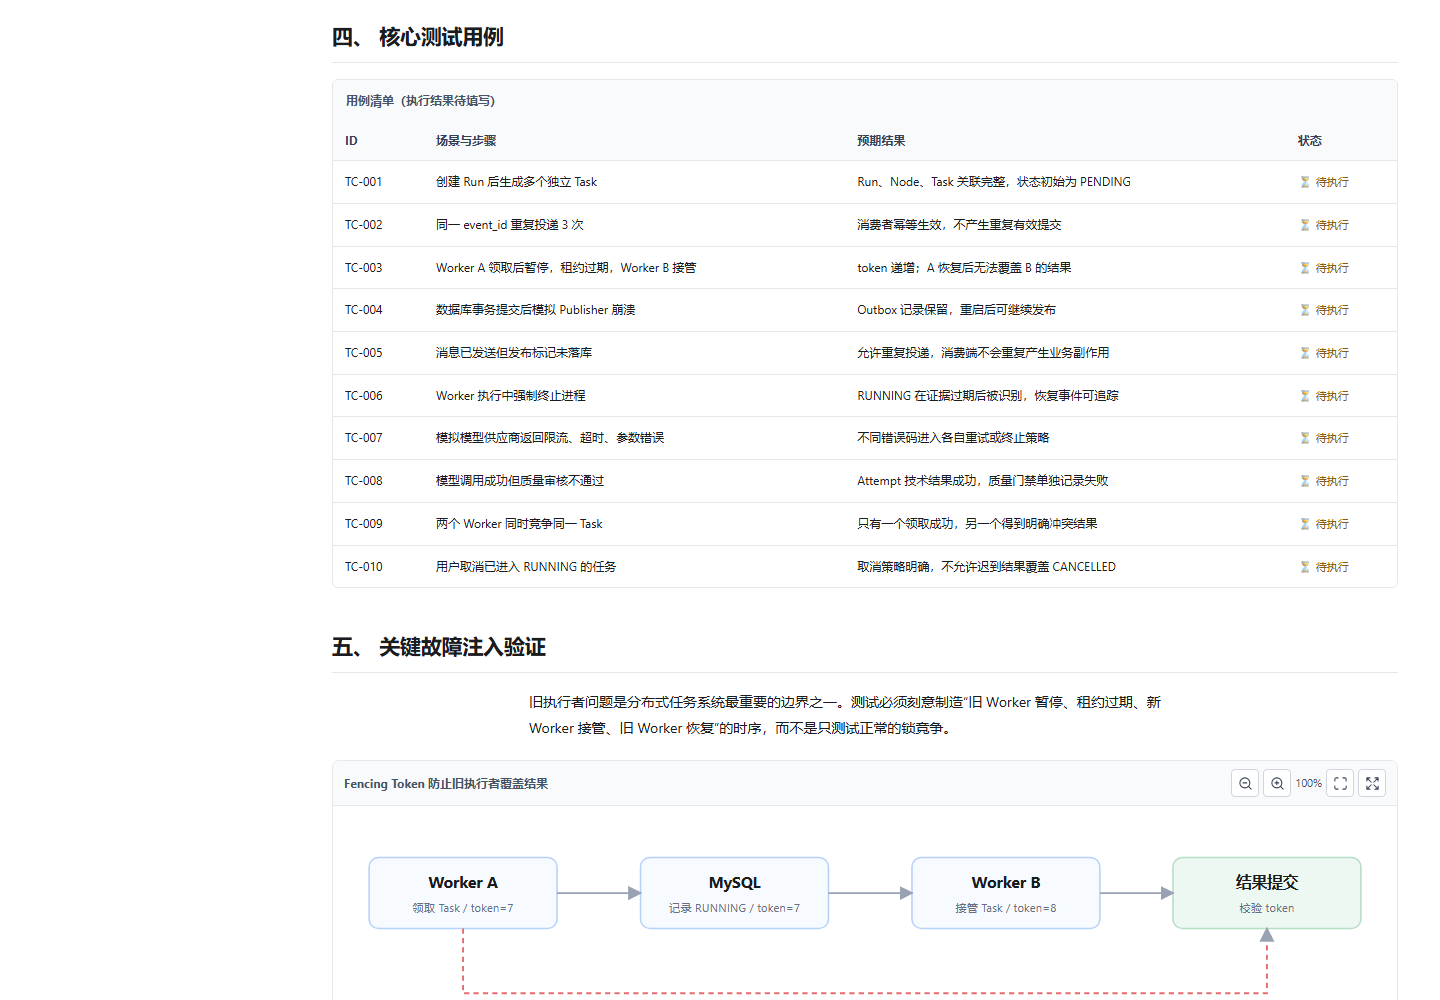 四、 核心测试用例
用例清单（执行结果待填写）
ID 场景与步骤 预期结果 状态
TC-001 创建 Run 后生成多个独立 Task Run、Node、Task 关联完整，状态初始为 PENDING ⏳ 待执行
TC-002 同一 event_id 重复投递 3 次 消费者幂等生效，不产生重复有效提交 ⏳ 待执行
TC-003 Worker A 领取后暂停，租约过期，Worker B 接管 token 递增；A 恢复后无法覆盖 B 的结果 ⏳ 待执行
TC-004 数据库事务提交后模拟 Publisher 崩溃 Outbox 记录保留，重启后可继续发布 ⏳ 待执行
TC-005 消息已发送但发布标记未落库 允许重复投递，消费端不会重复产生业务副作用 ⏳ 待执行
TC-006 Worker 执行中强制终止进程 RUNNING 在证据过期后被识别，恢复事件可追踪 ⏳ 待执行
TC-007 模拟模型供应商返回限流、超时、参数错误 不同错误码进入各自重试或终止策略 ⏳ 待执行
TC-008 模型调用成功但质量审核不通过 Attempt 技术结果成功，质量门禁单独记录失败 ⏳ 待执行
TC-009 两个 Worker 同时竞争同一 Task 只有一个领取成功，另一个得到明确冲突结果 ⏳ 待执行
TC-010 用户取消已进入 RUNNING 的任务 取消策略明确，不允许迟到结果覆盖 CANCELLED ⏳ 待执行
五、 关键故障注入验证
旧执行者问题是分布式任务系统最重要的边界之一。测试必须刻意制造“旧 Worker 暂停、租约过期、新
Worker 接管、旧 Worker 恢复”的时序，而不是只测试正常的锁竞争。
Fencing Token 防止旧执行者覆盖结果 100%
Worker A MySQL Worker B 结果提交
领取 Task / token=7 记录 RUNNING / token=7 接管 Task / token=8 校验 token